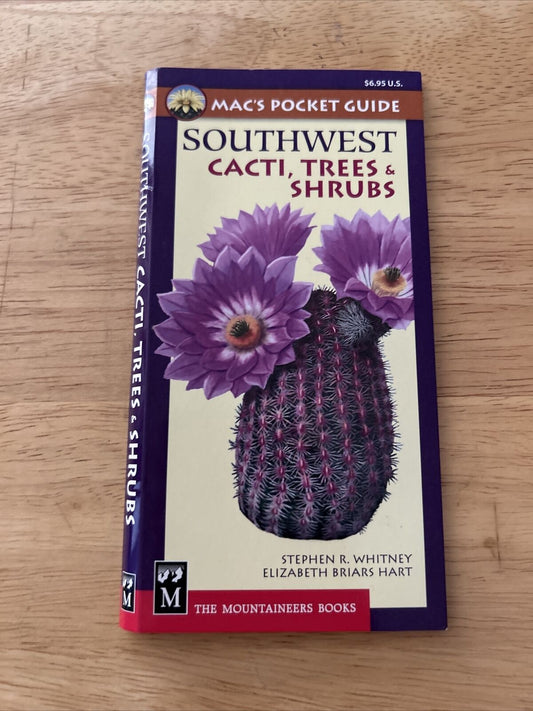 $6.95 U.S.
MAC'S POCKET GUIDE
SOUTHWEST
CACTI, TREES &
SHRUBS
STEPHEN R. WHITNEY
ELIZABETH BRIARS HART
M
THE MOUNTAINEERS BOOKS
SOUTHWEST CACTI, TREES & SHRUBS
M